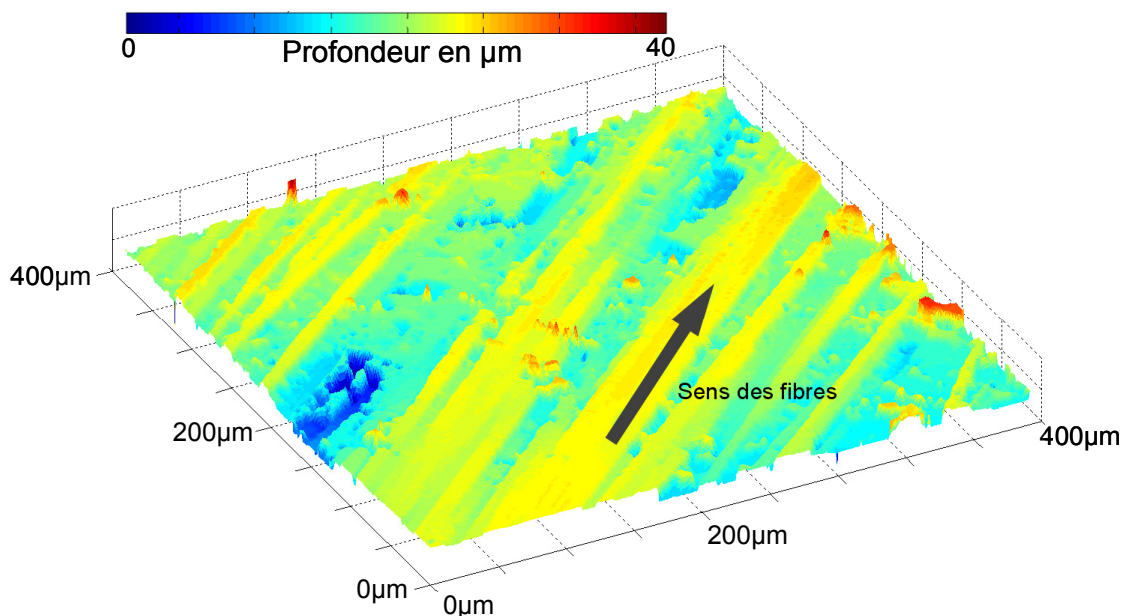 0 40
Profondeur en µm
400µm
Sens des fibres
200µm
400µm
200µm
0µm
0µm